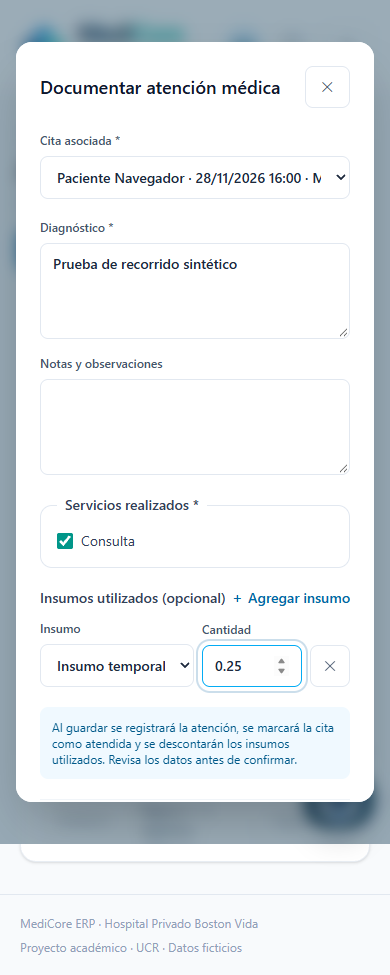 Documentar atención médica
Cita asociada *
Paciente Navegador · 28/11/2026 16:00 · M
Diagnóstico *
Prueba de recorrido sintético
Notas y observaciones
Servicios realizados *
Consulta
Insumos utilizados (opcional) + Agregar insumo
Insumo
Cantidad
Insumo temporal
0.25
Al guardar se registrará la atención, se marcará la cita
como atendida y se descontarán los insumos
utilizados. Revisa los datos antes de confirmar.
MediCore ERP · Hospital Privado Boston Vida
Proyecto académico · UCR · Datos ficticios